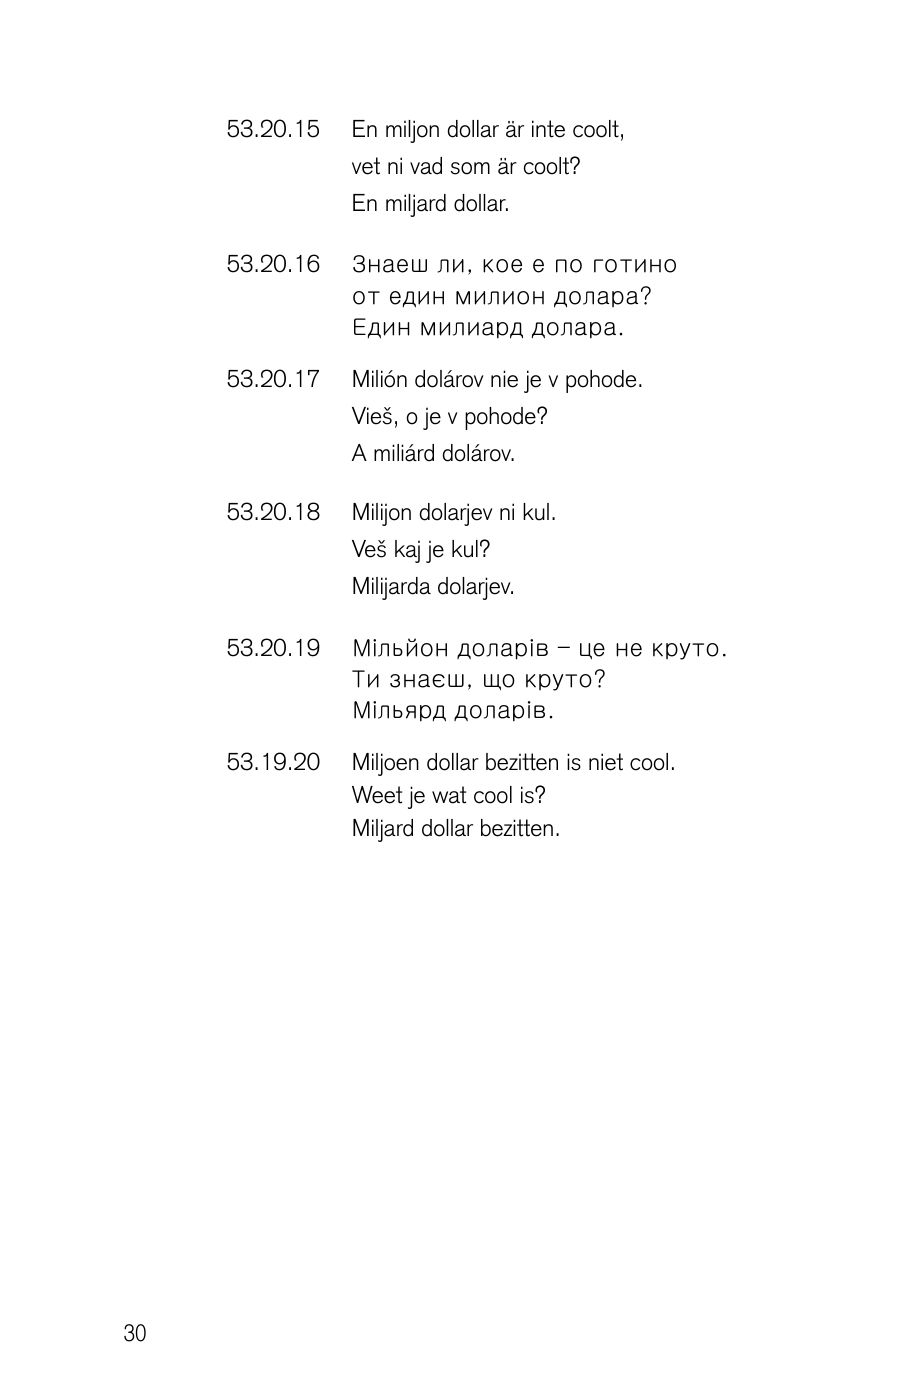 53.20.15 En miljon dollar är inte coolt,
vet ni vad som är coolt?
En miljard dollar.
53.20.16 Знаеш ли, кое е по готино
от един милион долара?
Един милиард долара.
53.20.17 Milión dolárov nie je v pohode.
Vieš, o je v pohode?
A miliárd dolárov.
53.20.18 Milijon dolarjev ni kul.
Veš kaj je kul?
Milijarda dolarjev.
53.20.19 Мільйон доларів – це не круто.
Ти знаєш, що круто?
Мільярд доларів.
53.19.20 Miljoen dollar bezitten is niet cool.
Weet je wat cool is?
Miljard dollar bezitten.
30